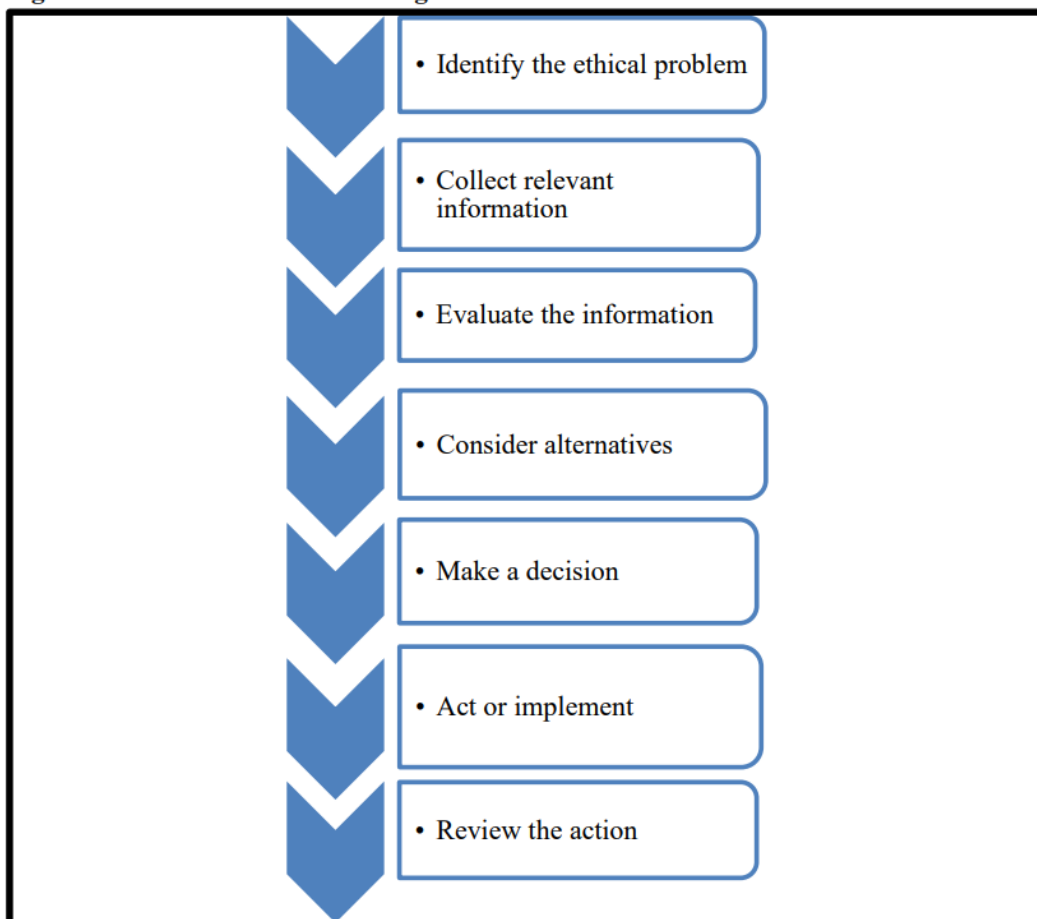 • Identify the ethical problem
• Collect relevant
information
• Evaluate the information
• Consider alternatives
• Make a decision
• Act or implement
• Review the action